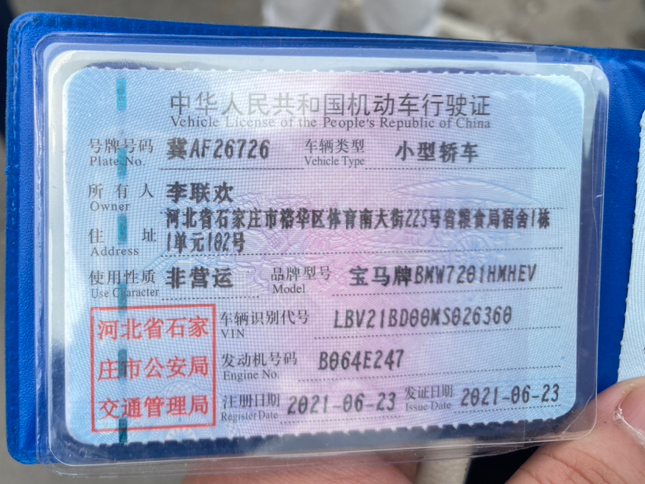 中华人民共和国机动车行驶证
Vehicle License of the People's Republic of China
号牌号码 冀AF26726 车辆类型 小型轿车
Plate No. Vehicle Type
所有人 李联欢
Owner
住址 河北省石家庄市裕华区体育南大街225号省粮食局宿舍1栋
1单元102号
Address
使用性质 非营运 品牌型号 宝马牌BMW7201HMHEV
Use Character Model
河北省石家
庄市公安局
交通管理局
车辆识别代号 LBV21BD00MS026360
VIN
发动机号码 B064E247
Engine No.
注册日期 2021-06-23 发证日期 2021-06-23
Register Date Issue Date